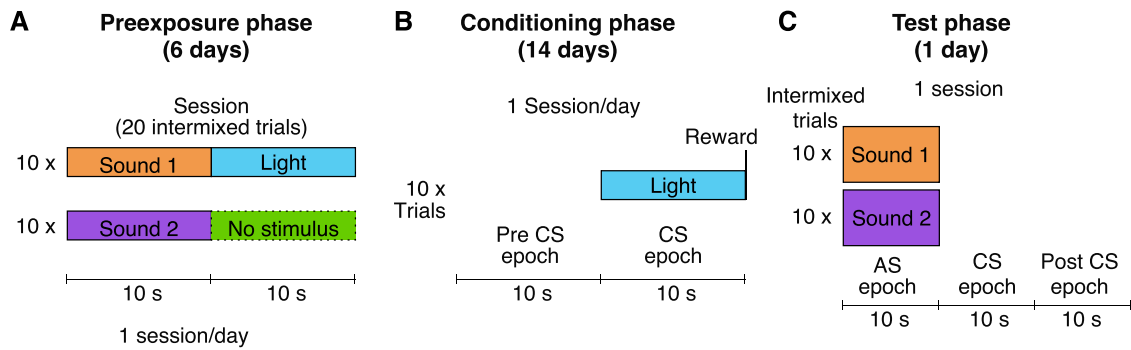 A
Preexposure phase
(6 days)
Session
(20 intermixed trials)
10 x
Sound 1
Light
10 x
Sound 2
No stimulus
10 s
10 s
1 session/day
B
Conditioning phase
(14 days)
1 Session/day
Reward
10 x
Trials
Light
Pre CS
epoch
CS
epoch
10 s
10 s
C
Test phase
(1 day)
1 session
Intermixed
trials
10 x
Sound 1
10 x
Sound 2
AS
epoch
CS
epoch
Post CS
epoch
10 s
10 s
10 s